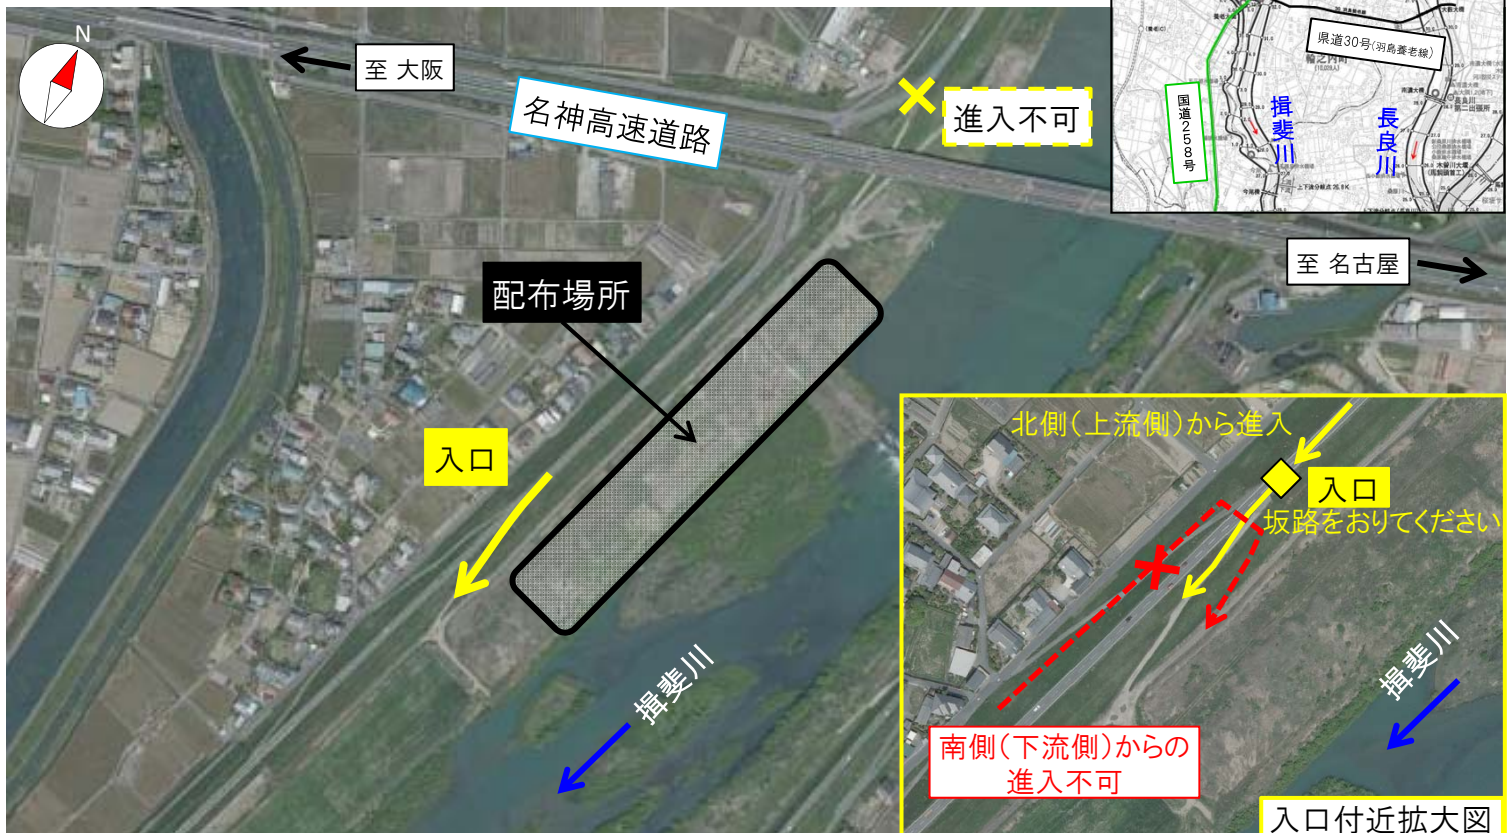 N
至 大阪
名神高速道路
進入不可
県道30号(羽島養老線)
国道258号
揖斐川
長良川
至 名古屋
配布場所
入口
揖斐川
北側(上流側)から進入
入口
坂路をおりてください
揖斐川
南側(下流側)からの
進入不可
入口付近拡大図